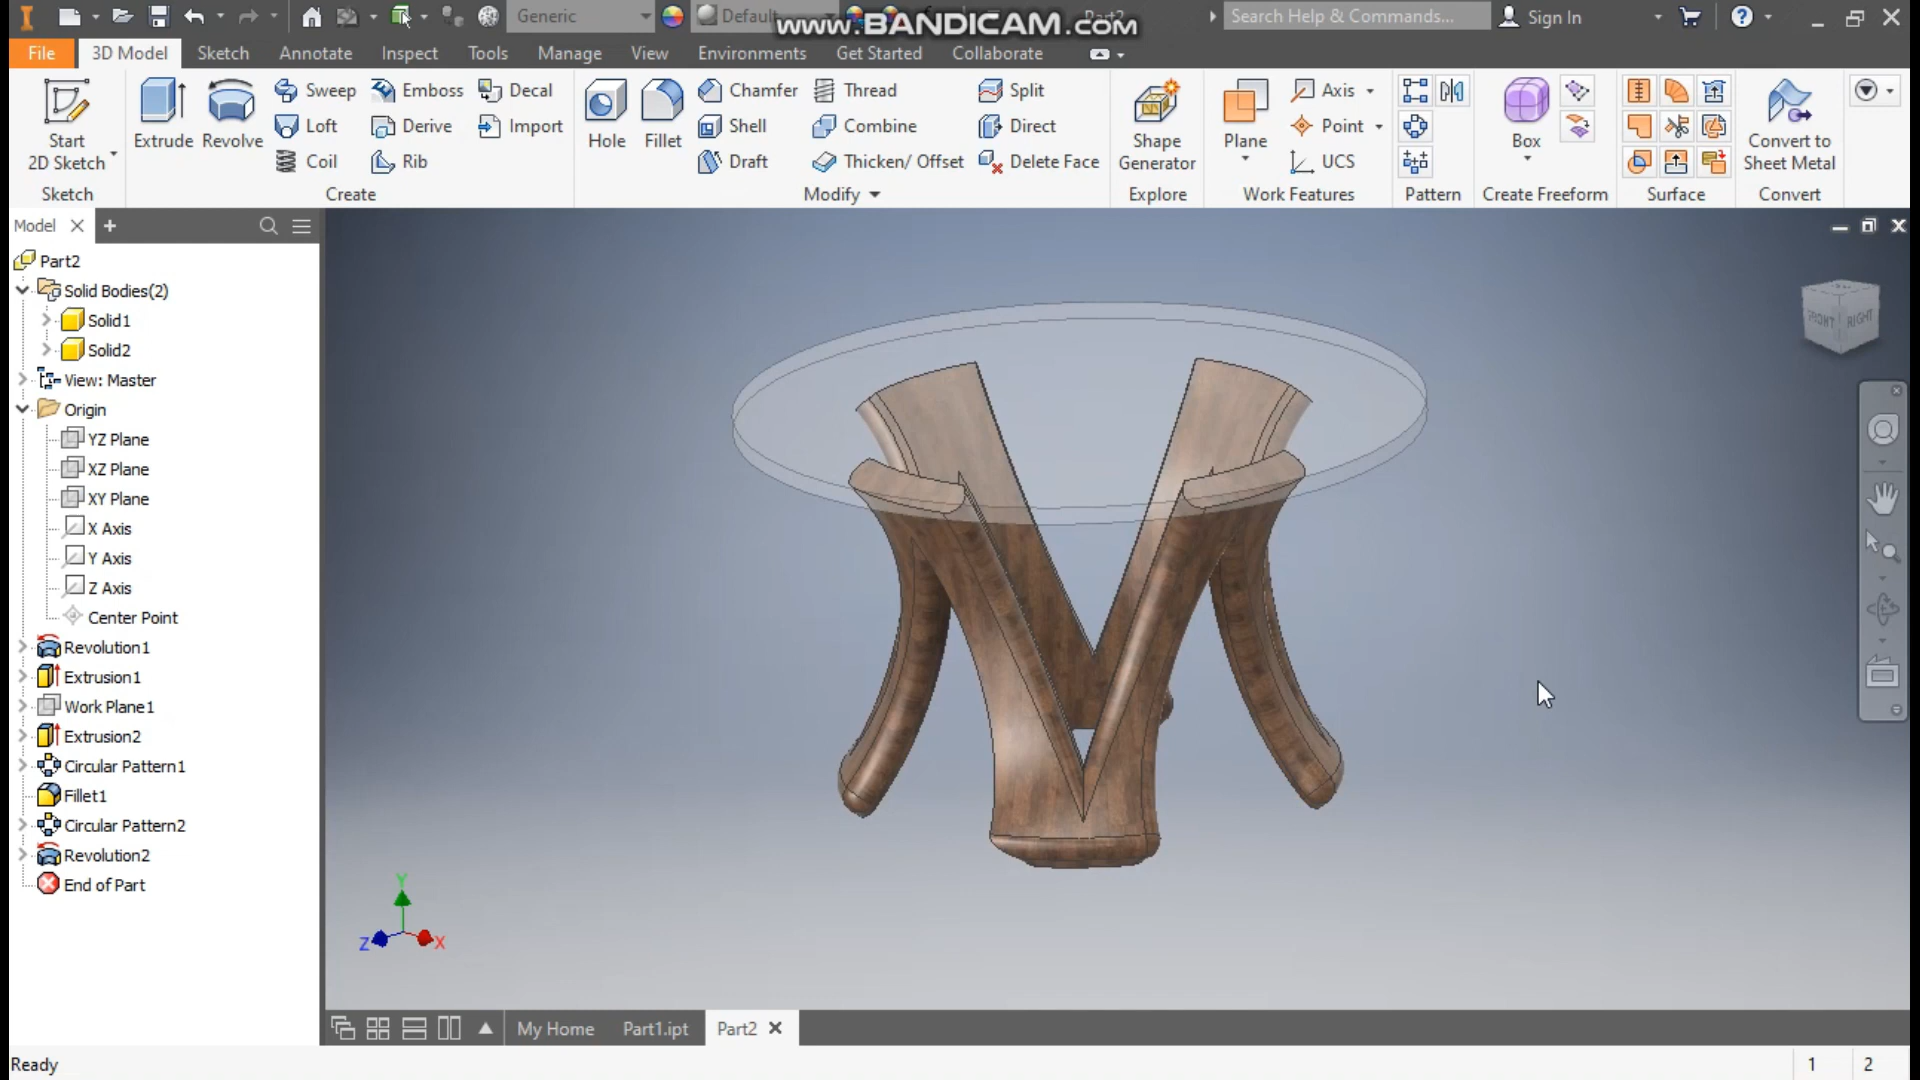 Generic
Default
www.BANDICAM.com
Part2
Search Help & Commands...
Sign In
File
3D Model
Sketch
Annotate
Inspect
Tools
Manage
View
Environments
Get Started
Collaborate
Start
2D Sketch
Sketch
Extrude
Revolve
Sweep
Loft
Coil
Emboss
Derive
Rib
Decal
Import
Create
Hole
Fillet
Chamfer
Shell
Draft
Thread
Combine
Thicken/ Offset
Split
Direct
Delete Face
Modify
Shape
Generator
Explore
Plane
Axis
Point
UCS
Work Features
Pattern
Box
Create Freeform
Surface
Convert to
Sheet Metal
Convert
Model
Part2
Solid Bodies(2)
Solid1
Solid2
View: Master
Origin
YZ Plane
XZ Plane
XY Plane
X Axis
Y Axis
Z Axis
Center Point
Revolution1
Extrusion1
Work Plane1
Extrusion2
Circular Pattern1
Fillet1
Circular Pattern2
Revolution2
End of Part
FRONT
RIGHT
Y
Z
X
My Home
Part1.ipt
Part2
Ready
1
2